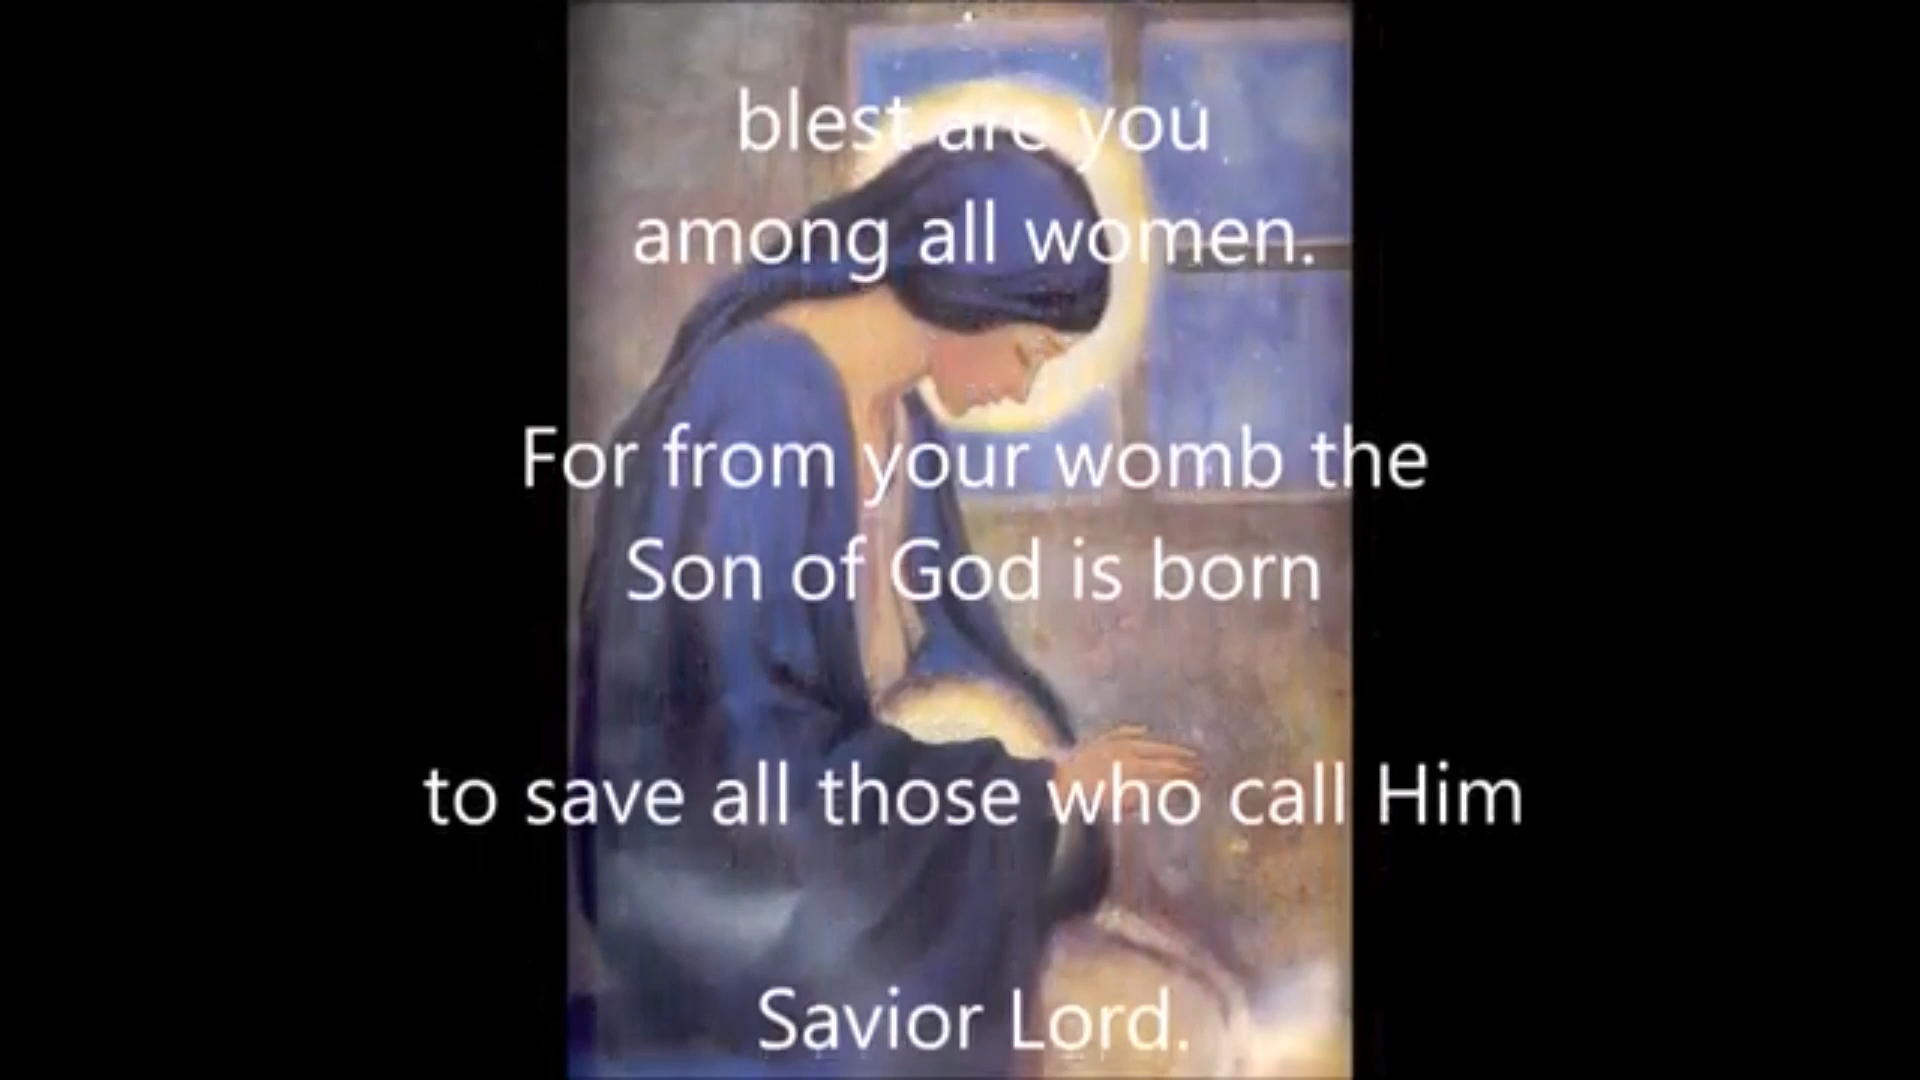 blest are you
among all women.
For from your womb the
Son of God is born
to save all those who call Him
Savior Lord.